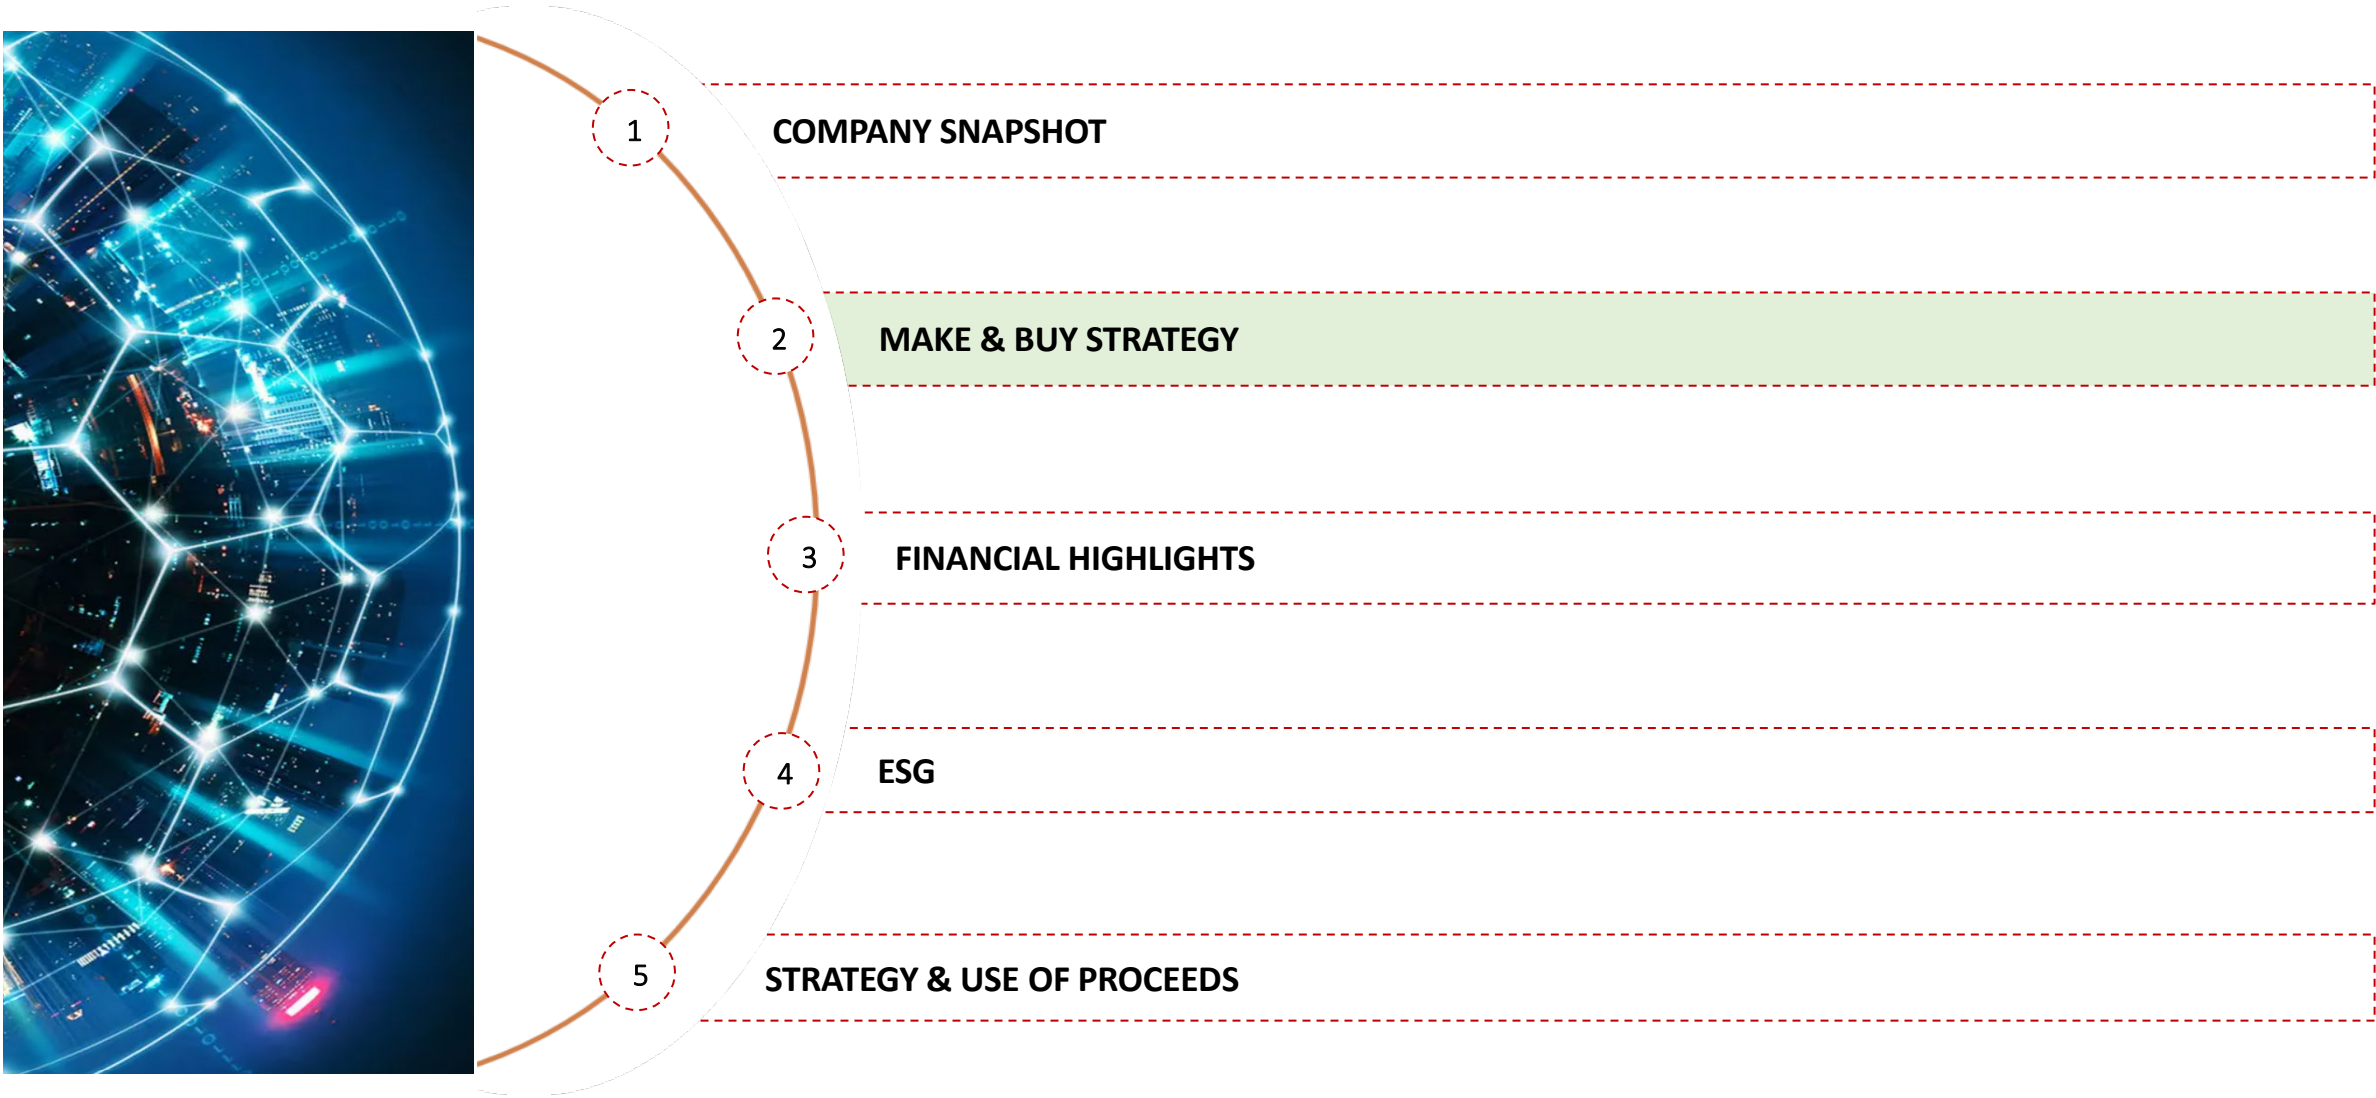 1
COMPANY SNAPSHOT
2
MAKE & BUY STRATEGY
3
FINANCIAL HIGHLIGHTS
4
ESG
5
STRATEGY & USE OF PROCEEDS